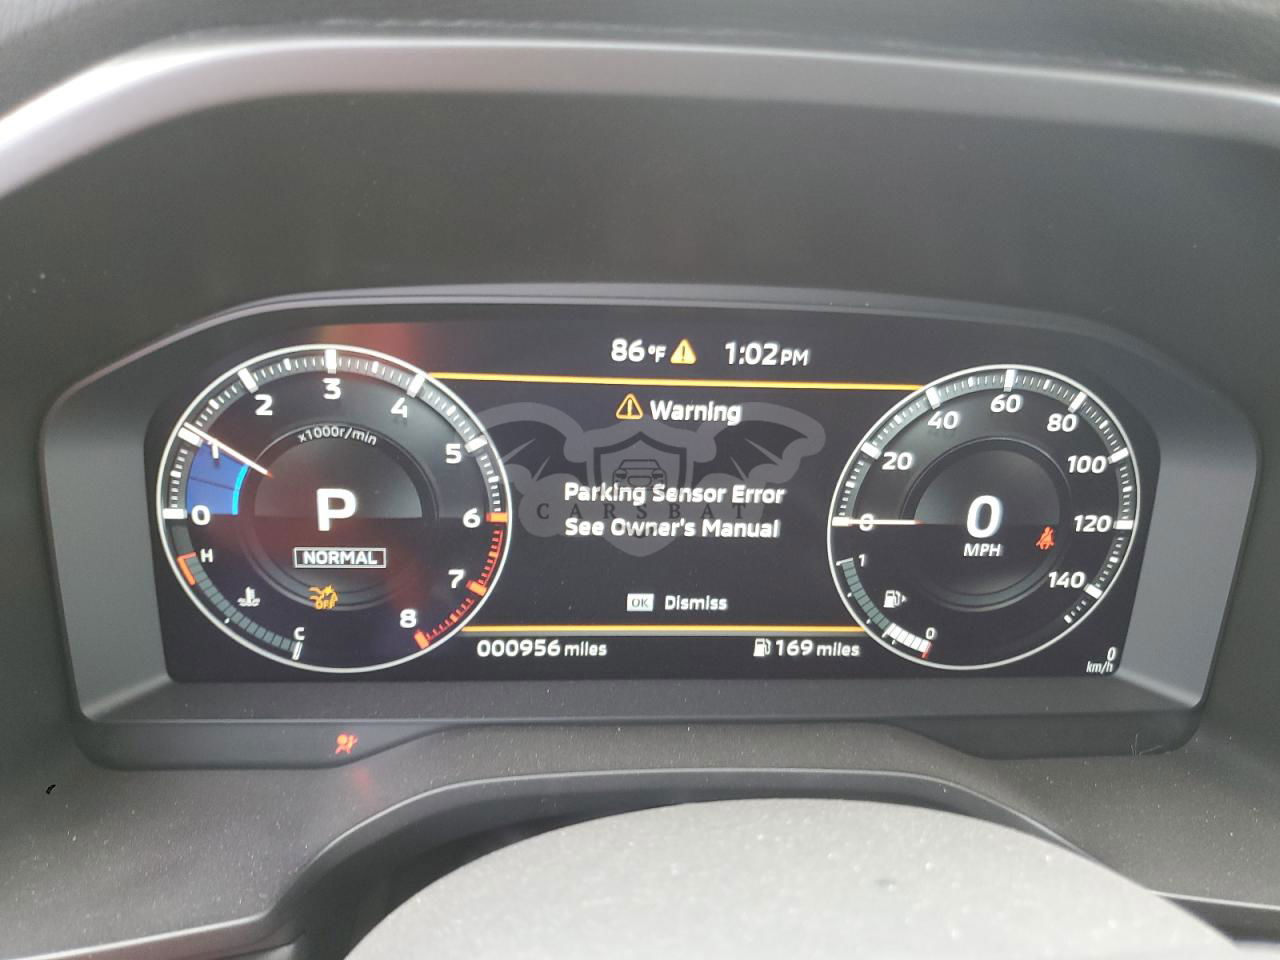 86°F 1:02PM
Warning
Parking Sensor Error
See Owner's Manual
CARSBAT
OK Dismiss
000956 miles
169 miles
0
1
2
3
4
5
6
7
8
x1000r/min
P
NORMAL
H
C
OFF
0
20
40
60
80
100
120
140
0
MPH
1
0
0
km/h